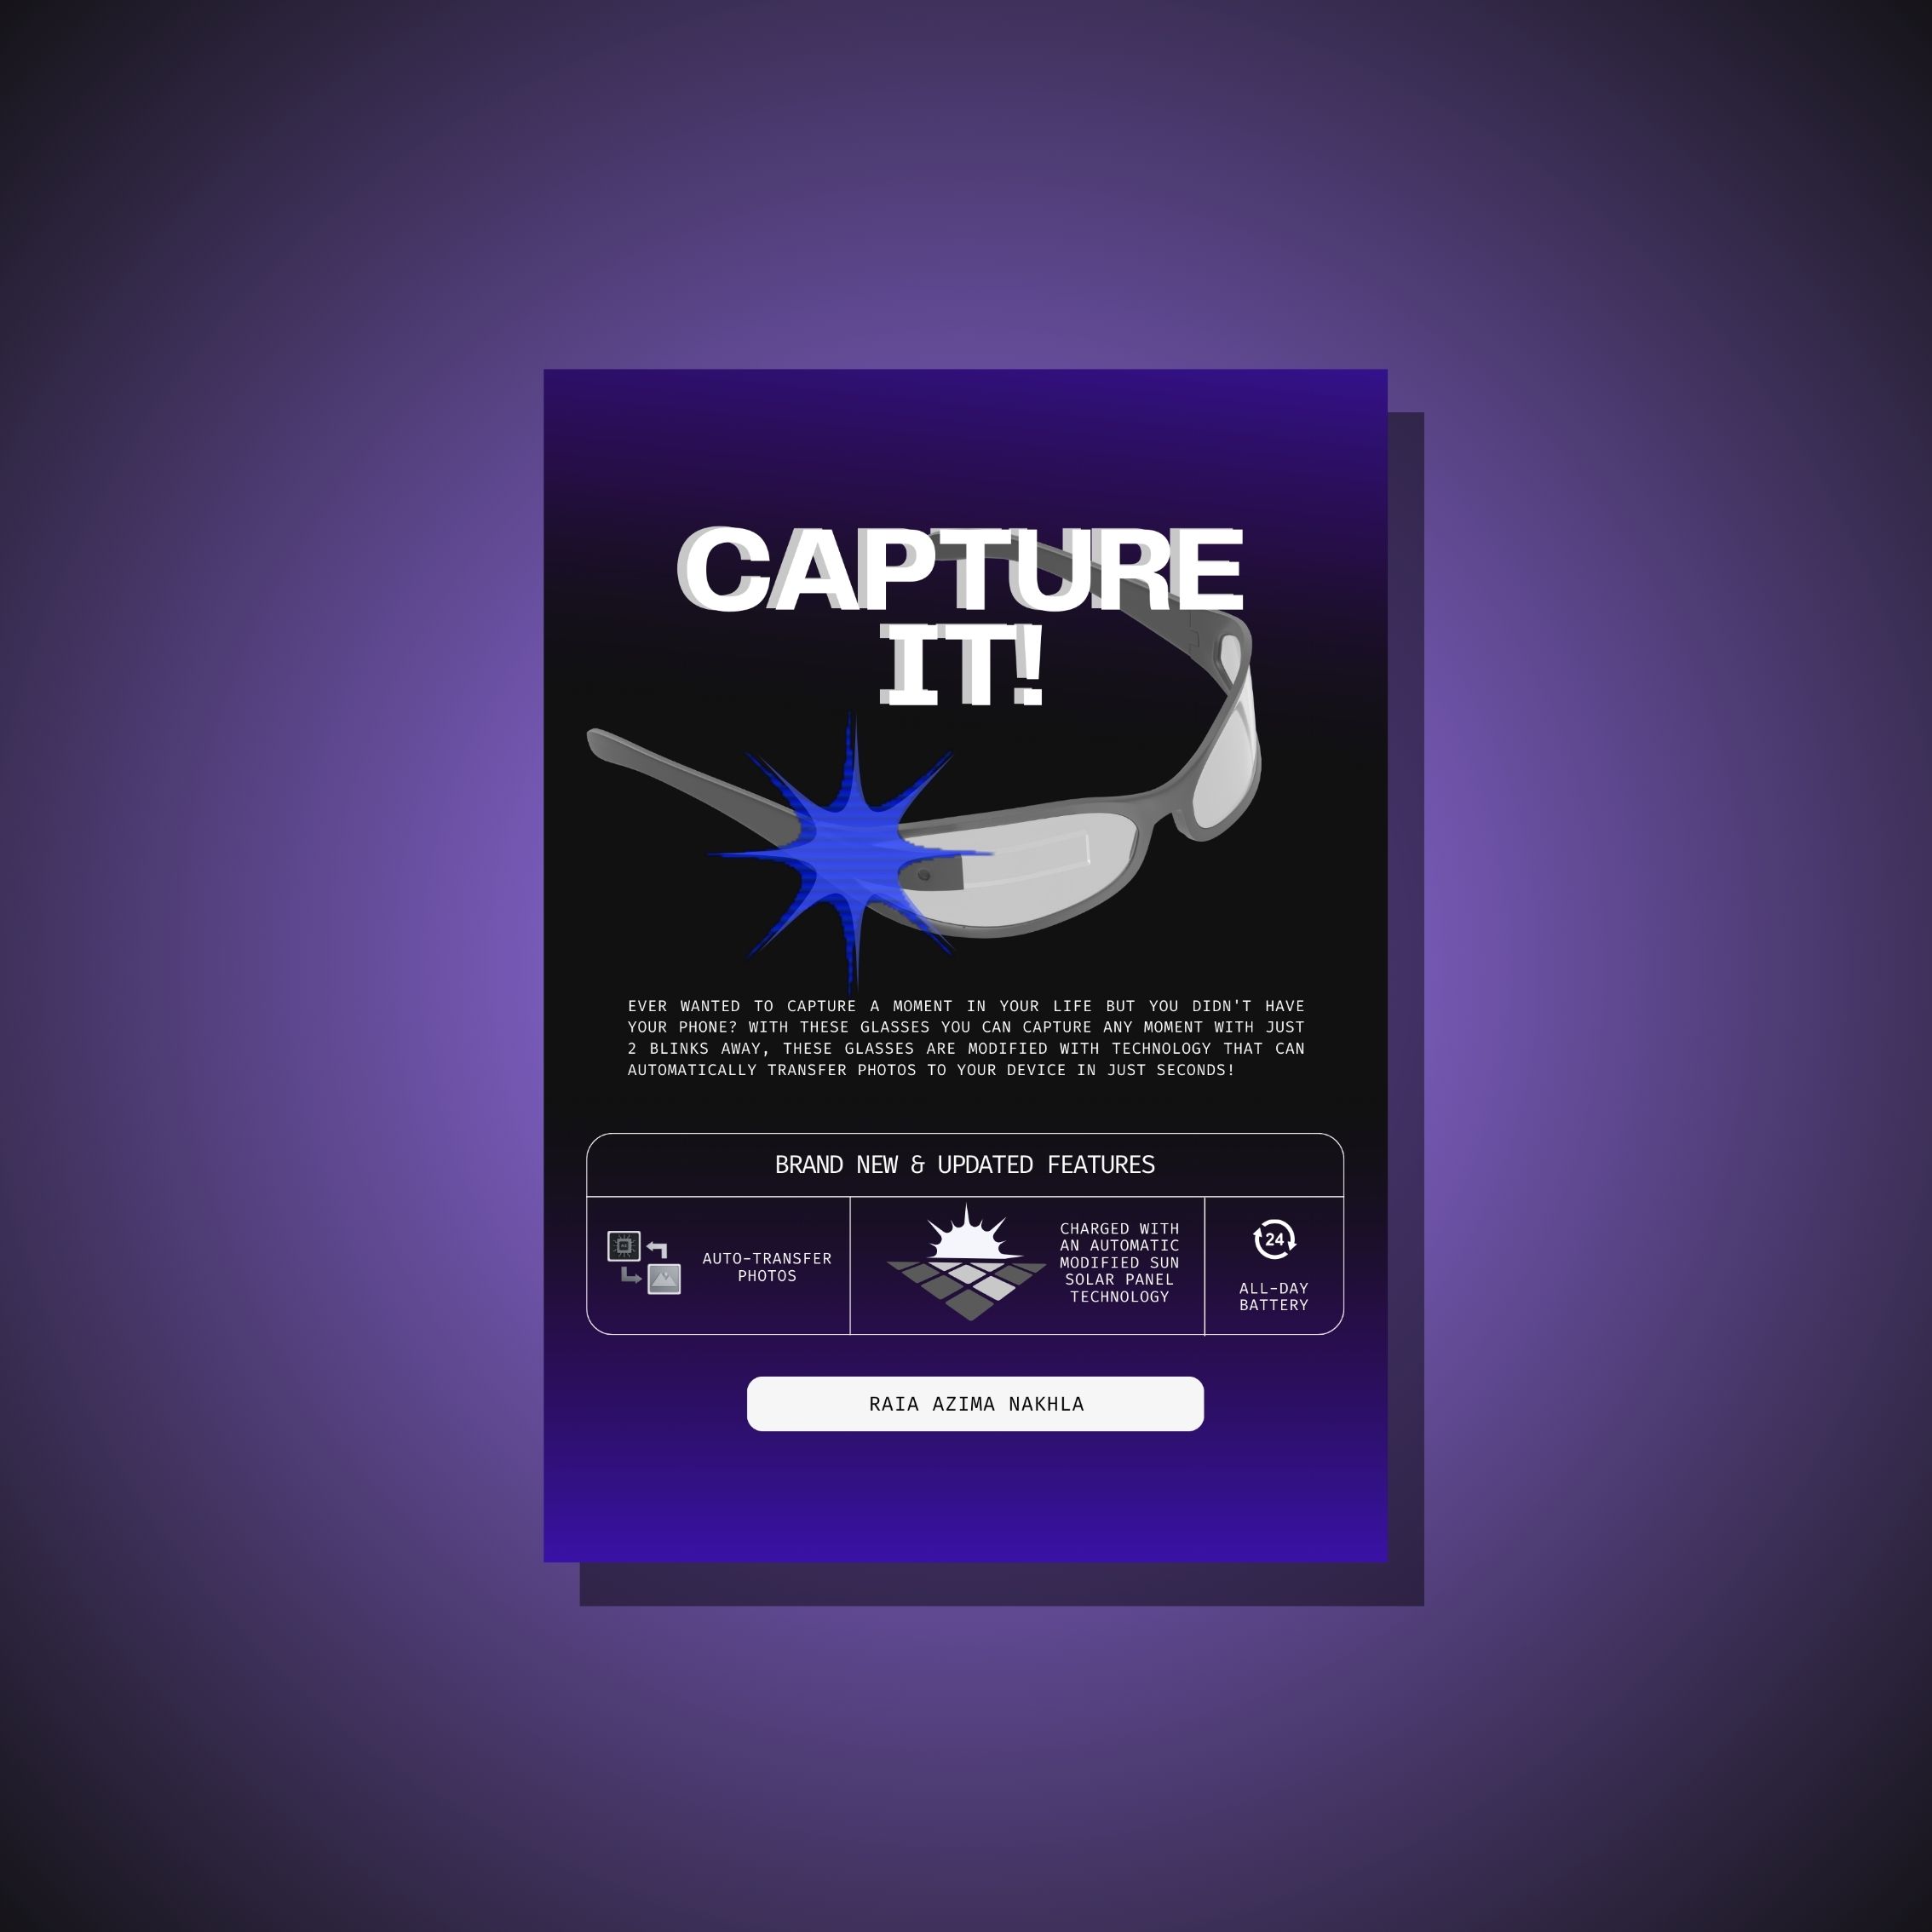 CAPTURE
IT!
EVER WANTED TO CAPTURE A MOMENT IN YOUR LIFE BUT YOU DIDN'T HAVE
YOUR PHONE? WITH THESE GLASSES YOU CAN CAPTURE ANY MOMENT WITH JUST
2 BLINKS AWAY, THESE GLASSES ARE MODIFIED WITH TECHNOLOGY THAT CAN
AUTOMATICALLY TRANSFER PHOTOS TO YOUR DEVICE IN JUST SECONDS!
BRAND NEW & UPDATED FEATURES
AUTO-TRANSFER
PHOTOS
CHARGED WITH
AN AUTOMATIC
MODIFIED SUN
SOLAR PANEL
TECHNOLOGY
24
ALL-DAY
BATTERY
RAIA AZIMA NAKHLA